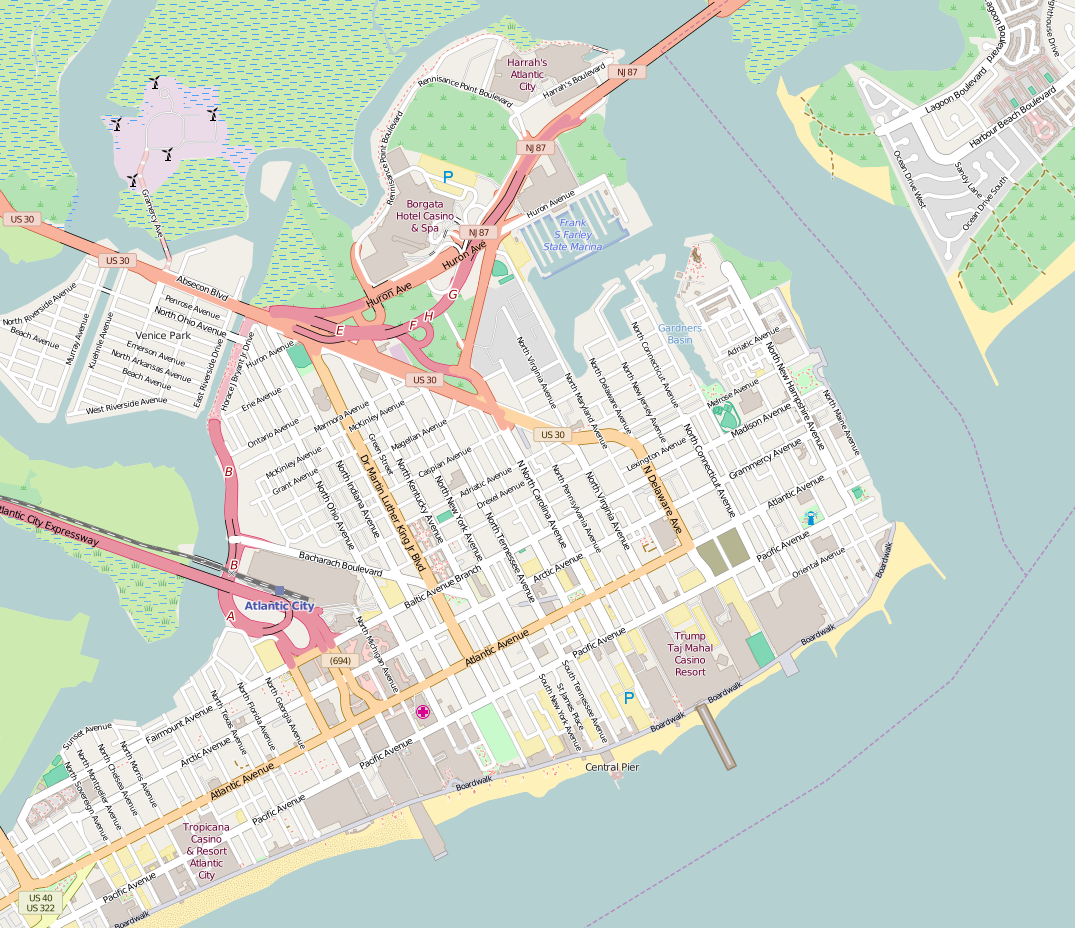 NJ 87
Harrah's
Atlantic
City
Harrah's Boulevard
Rennisance Point Boulevard
Rennisance Point Boulevard
Lagoon Boulevard
Lagoon Boulevard
Harbour Beach Boulevard
Ocean Drive West
Sandy Lane
Ocean Drive South
NJ 87
P
Borgata
Hotel Casino
& Spa
NJ 87
Huron Avenue
Frank
S Farley
State Marina
Gramercy Ave
US 30
US 30
Absecon Blvd
Huron Ave
Huron Ave
G
H
F
E
North Riverside Avenue
Beach Avenue
Murray Avenue
Kuehnle Avenue
Penrose Avenue
North Ohio Avenue
Venice Park
Emerson Avenue
North Arkansas Avenue
Beach Avenue
West Riverside Avenue
East Riverside Drive
Horace J Bryant Jr Drive
Huron Avenue
Erie Avenue
Ontario Avenue
McKinley Avenue
Grant Avenue
North Ohio Avenue
North Indiana Avenue
Marmora Avenue
McKinley Avenue
Magellan Avenue
Caspian Avenue
Green Street
Dr. Martin Luther King Jr Blvd
North Kentucky Avenue
North New York Avenue
Adriatic Avenue
Drexel Avenue
North Tennessee Avenue
N North Carolina Avenue
North Pennsylvania Avenue
North Virginia Avenue
North Virginia Avenue
North Maryland Avenue
North Delaware Avenue
North New Jersey Avenue
North Connecticut Avenue
Gardners
Basin
Adriatic Avenue
North New Hampshire Avenue
North Maine Avenue
Melrose Avenue
Madison Avenue
Grammercy Avenue
Lexington Avenue
North Connecticut Avenue
US 30
US 30
N Delaware Ave
Atlantic Avenue
Pacific Avenue
Oriental Avenue
Boardwalk
Boardwalk
B
B
A
Atlantic City Expressway
Bacharach Boulevard
Atlantic City
Baltic Avenue Branch
Arctic Avenue
(694)
North Michigan Avenue
Atlantic Avenue
Pacific Avenue
Trump
Taj Mahal
Casino
Resort
South Tennessee Avenue
St James Place
South New York Avenue
P
Boardwalk
Boardwalk
Central Pier
Boardwalk
Pacific Avenue
Sunset Avenue
Fairmount Avenue
Arctic Avenue
North Texas Avenue
North Florida Avenue
North Georgia Avenue
North Morris Avenue
North Chelsea Avenue
North Montpelier Avenue
North Sovereign Avenue
Atlantic Avenue
Pacific Avenue
Tropicana
Casino
& Resort
Atlantic
City
Pacific Avenue
Boardwalk
US 40
US 322